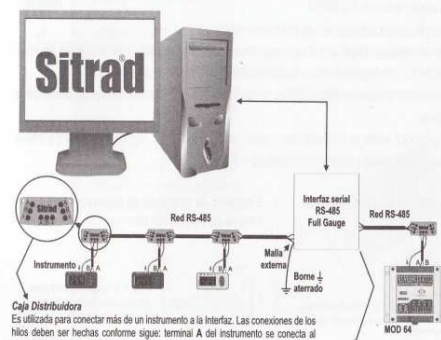 Sitrad
Interfaz serial
RS-485
Full Gauge
Red RS-485
Red RS-485
Sitrad
Malla
externa
Instrumento
A
B
A
B
A
B
A
B
Borne
aterrado
MOD 64
Caja Distribuidora
Es utilizada para conectar más de un instrumento a la Interfaz. Las conexiones de los
hilos deben ser hechas conforme sigue: terminal A del instrumento se conecta al